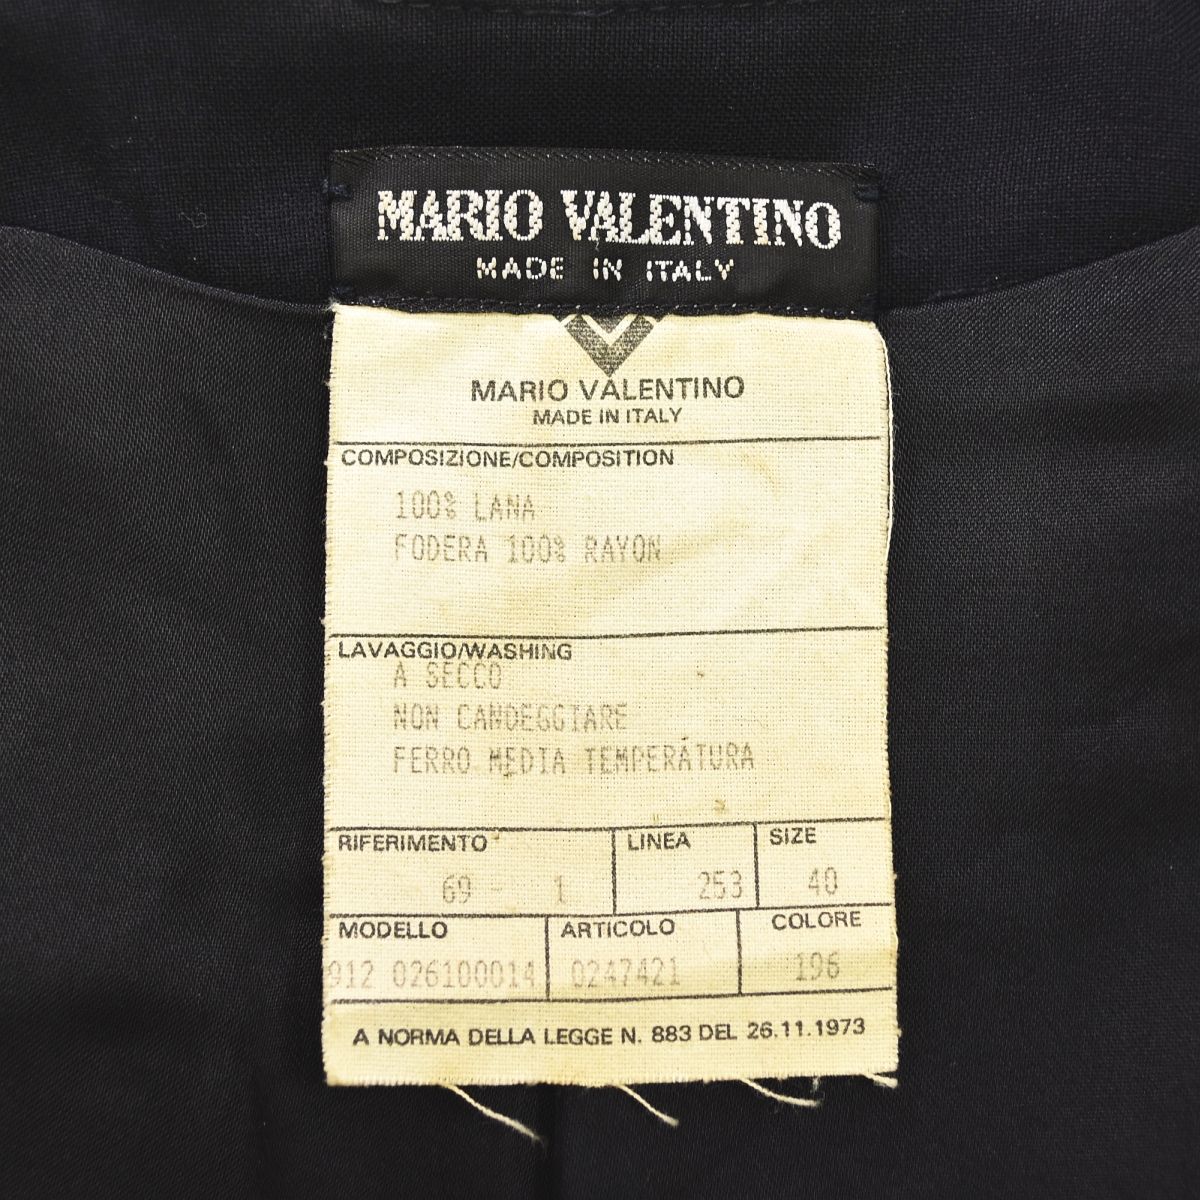 MARIO VALENTINO
MADE IN ITALY
MARIO VALENTINO
MADE IN ITALY
COMPOSIZIONE/COMPOSITION
100% LANA
FODERA 100% RAYON
LAVAGGIO/WASHING
A SECCO
NON CANDEGGIARE
FERRO MEDIA TEMPERATURA
RIFERIMENTO LINEA SIZE
69 - 1 253 40
MODELLO ARTICOLO COLORE
912 026100014 0247421 196
A NORMA DELLA LEGGE N. 883 DEL 26.11.1973